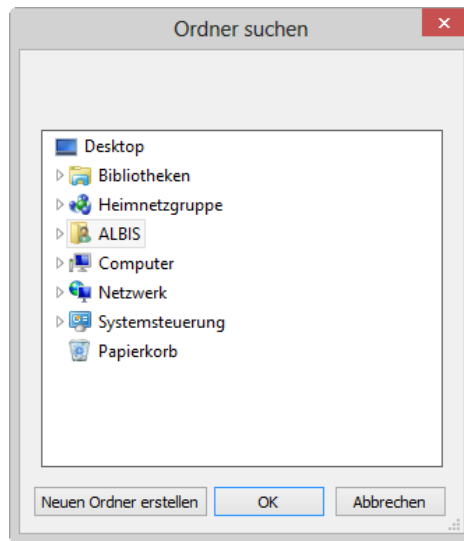 Ordner suchen
Desktop
Bibliotheken
Heimnetzgruppe
ALBIS
Computer
Netzwerk
Systemsteuerung
Papierkorb
Neuen Ordner erstellen OK Abbrechen